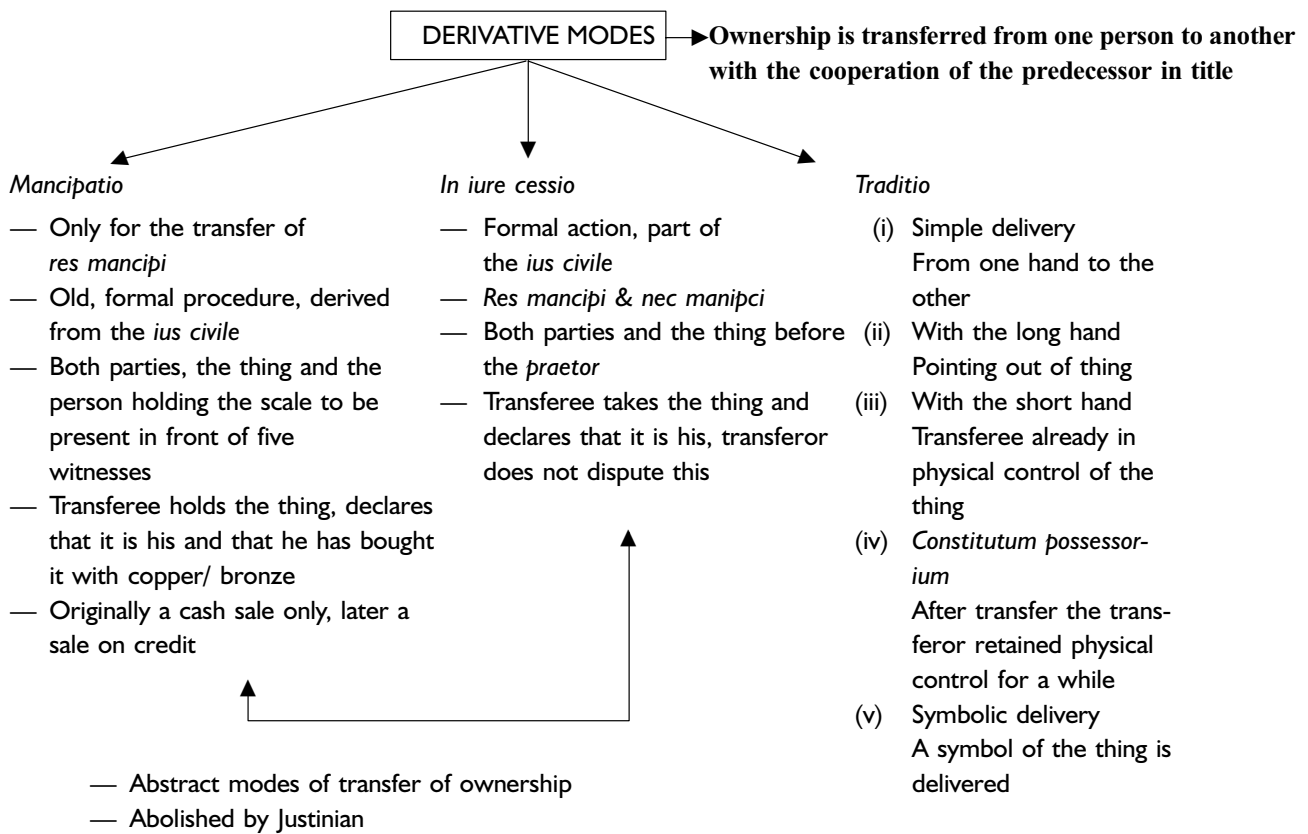 DERIVATIVE MODES
Ownership is transferred from one person to another
with the cooperation of the predecessor in title
Mancipatio
— Only for the transfer of
res mancipi
— Old, formal procedure, derived
from the ius civile
— Both parties, the thing and the
person holding the scale to be
present in front of five
witnesses
— Transferee holds the thing, declares
that it is his and that he has bought
it with copper/ bronze
— Originally a cash sale only, later a
sale on credit
In iure cessio
— Formal action, part of
the ius civile
— Res mancipi & nec manipci
— Both parties and the thing before
the praetor
— Transferee takes the thing and
declares that it is his, transferor
does not dispute this
Traditio
(i) Simple delivery
From one hand to the
other
(ii) With the long hand
Pointing out of thing
(iii) With the short hand
Transferee already in
physical control of the
thing
(iv) Constitutum possessor-
ium
After transfer the trans-
feror retained physical
control for a while
(v) Symbolic delivery
A symbol of the thing is
delivered
— Abstract modes of transfer of ownership
— Abolished by Justinian